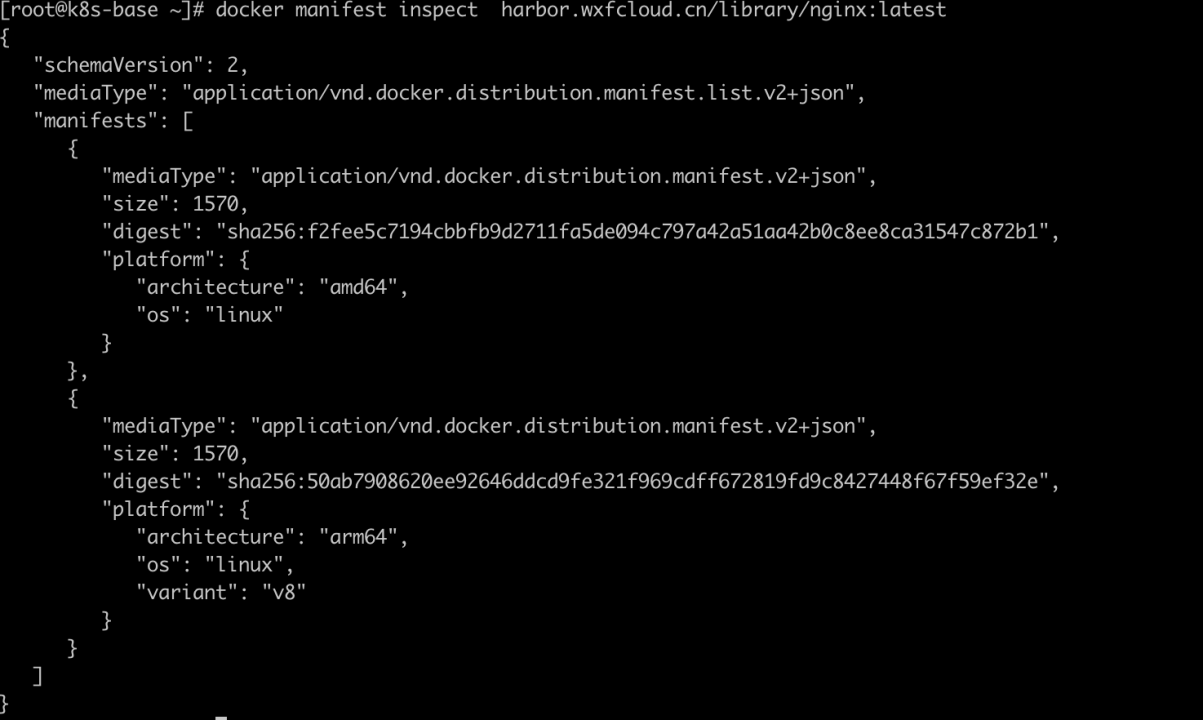 [root@k8s-base ~]# docker manifest inspect  harbor.wxfcloud.cn/library/nginx:latest
{
   "schemaVersion": 2,
   "mediaType": "application/vnd.docker.distribution.manifest.list.v2+json",
   "manifests": [
      {
         "mediaType": "application/vnd.docker.distribution.manifest.v2+json",
         "size": 1570,
         "digest": "sha256:f2fee5c7194cbbfb9d2711fa5de094c797a42a51aa42b0c8ee8ca31547c872b1",
         "platform": {
            "architecture": "amd64",
            "os": "linux"
         }
      },
      {
         "mediaType": "application/vnd.docker.distribution.manifest.v2+json",
         "size": 1570,
         "digest": "sha256:50ab7908620ee92646ddcd9fe321f969cdff672819fd9c8427448f67f59ef32e",
         "platform": {
            "architecture": "arm64",
            "os": "linux",
            "variant": "v8"
         }
      }
   ]
}